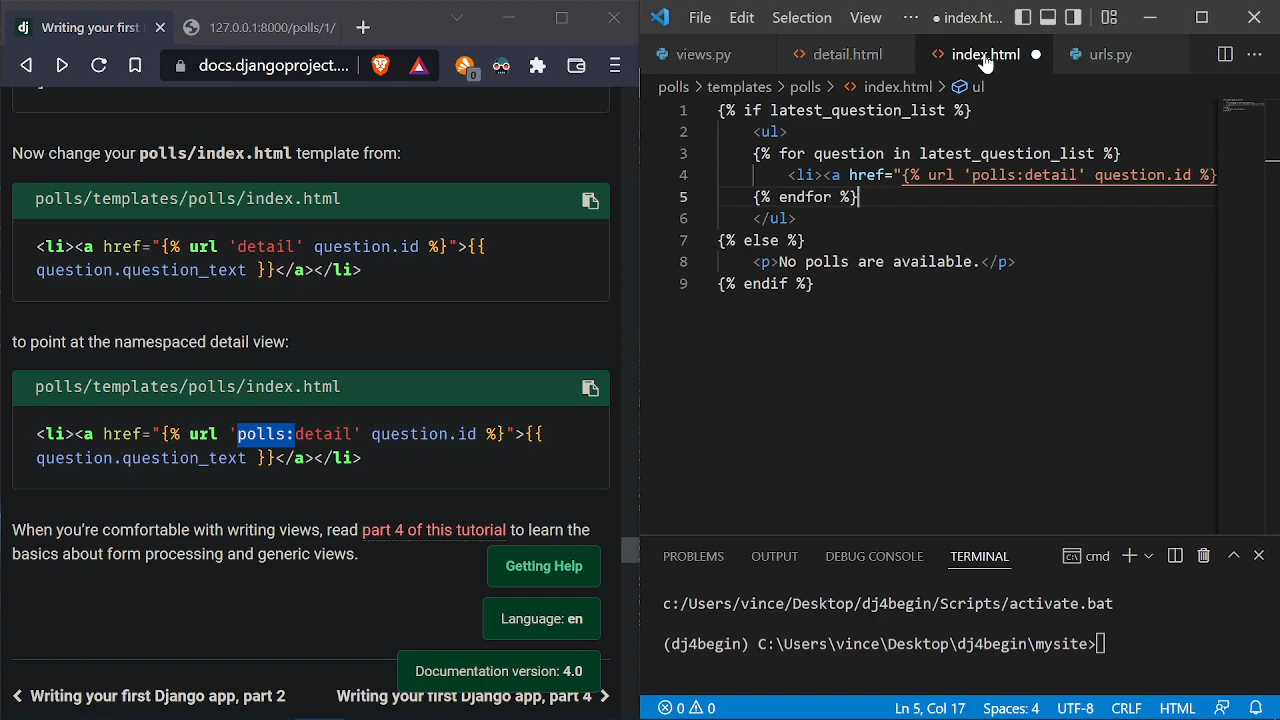 Writing your first
127.0.0.1:8000/polls/1/
docs.djangoproject....
0
Now change your polls/index.html template from:
polls/templates/polls/index.html
<li><a href="{% url 'detail' question.id %}">{{
question.question_text }}</a></li>
to point at the namespaced detail view:
polls/templates/polls/index.html
<li><a href="{% url 'polls:detail' question.id %}">{{
question.question_text }}</a></li>
When you're comfortable with writing views, read part 4 of this tutorial to learn the
basics about form processing and generic views.
Getting Help
Language: en
Documentation version: 4.0
Writing your first Django app, part 2
Writing your first Django app, part 4
File Edit Selection View ··· ● index.ht...
views.py
detail.html
index.html
urls.py
polls > templates > polls > index.html > ul
1 {% if latest_question_list %}
2 <ul>
3 {% for question in latest_question_list %}
4 <li><a href="{% url 'polls:detail' question.id %}
5 {% endfor %}
6 </ul>
7 {% else %}
8 <p>No polls are available.</p>
9 {% endif %}
PROBLEMS OUTPUT DEBUG CONSOLE TERMINAL cmd
c:/Users/vince/Desktop/dj4begin/Scripts/activate.bat
(dj4begin) C:\Users\vince\Desktop\dj4begin\mysite>
0 0 Ln 5, Col 17 Spaces: 4 UTF-8 CRLF HTML